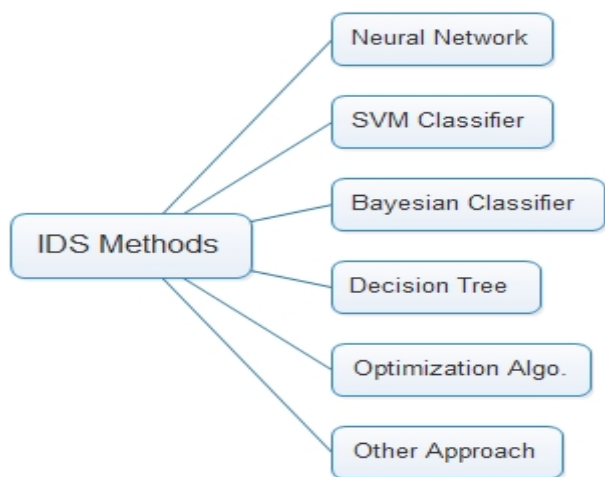 IDS Methods
Neural Network
SVM Classifier
Bayesian Classifier
Decision Tree
Optimization Algo.
Other Approach